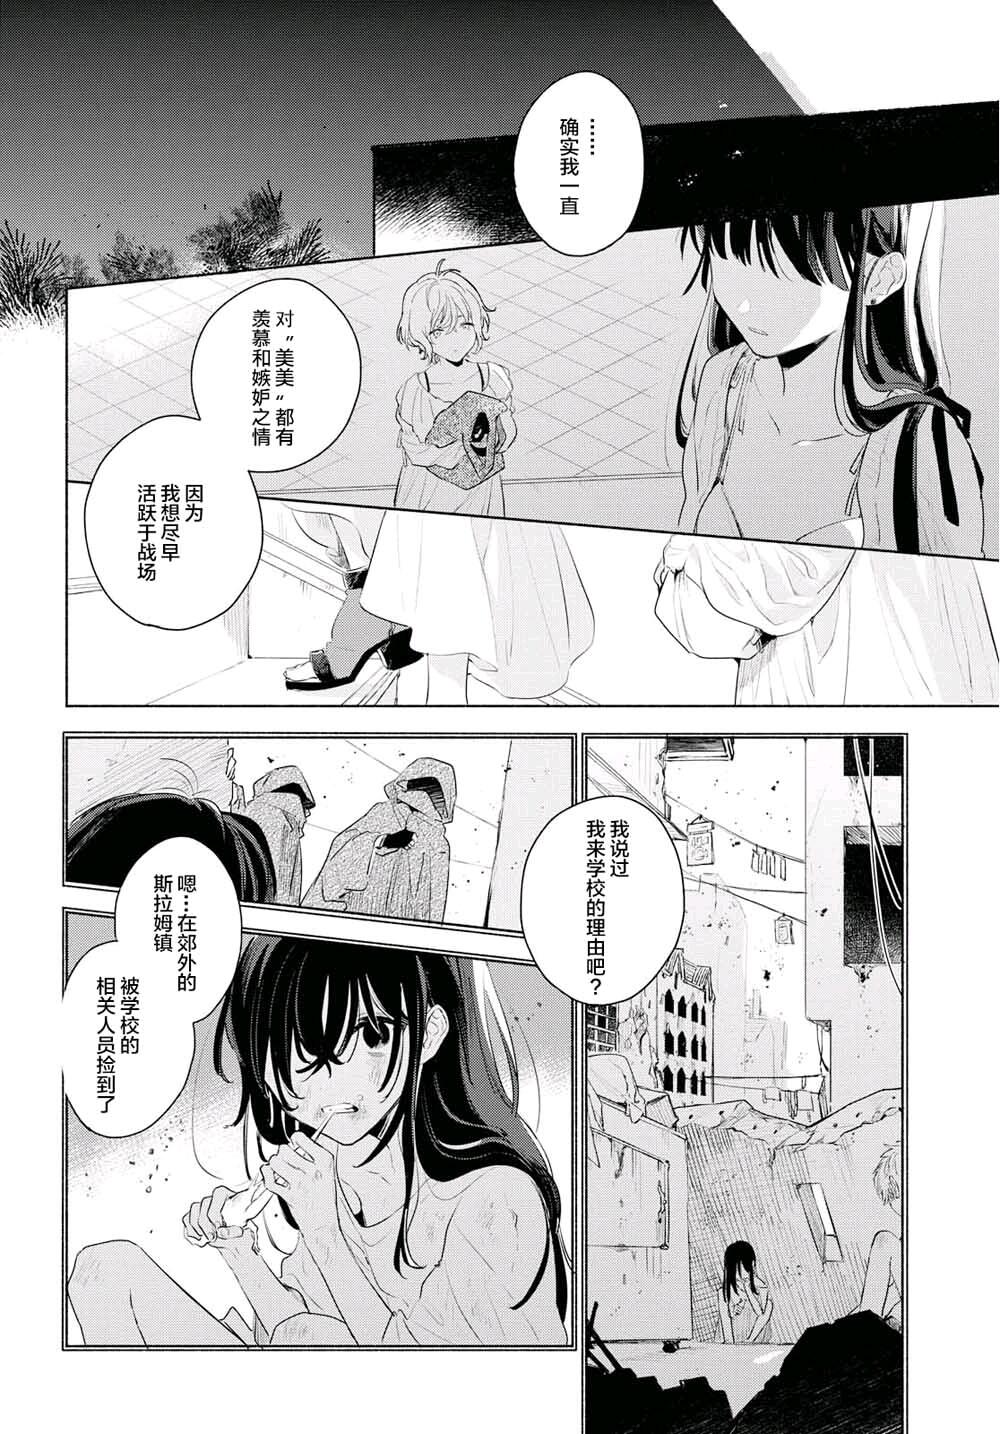 ……
确实我一直
对"美美"都有
羡慕和嫉妒之情
因为
我想尽早
活跃于战场
我说过
我来学校的理由吧？
嗯…在郊外的
斯拉姆镇
被学校的
相关人员捡到了